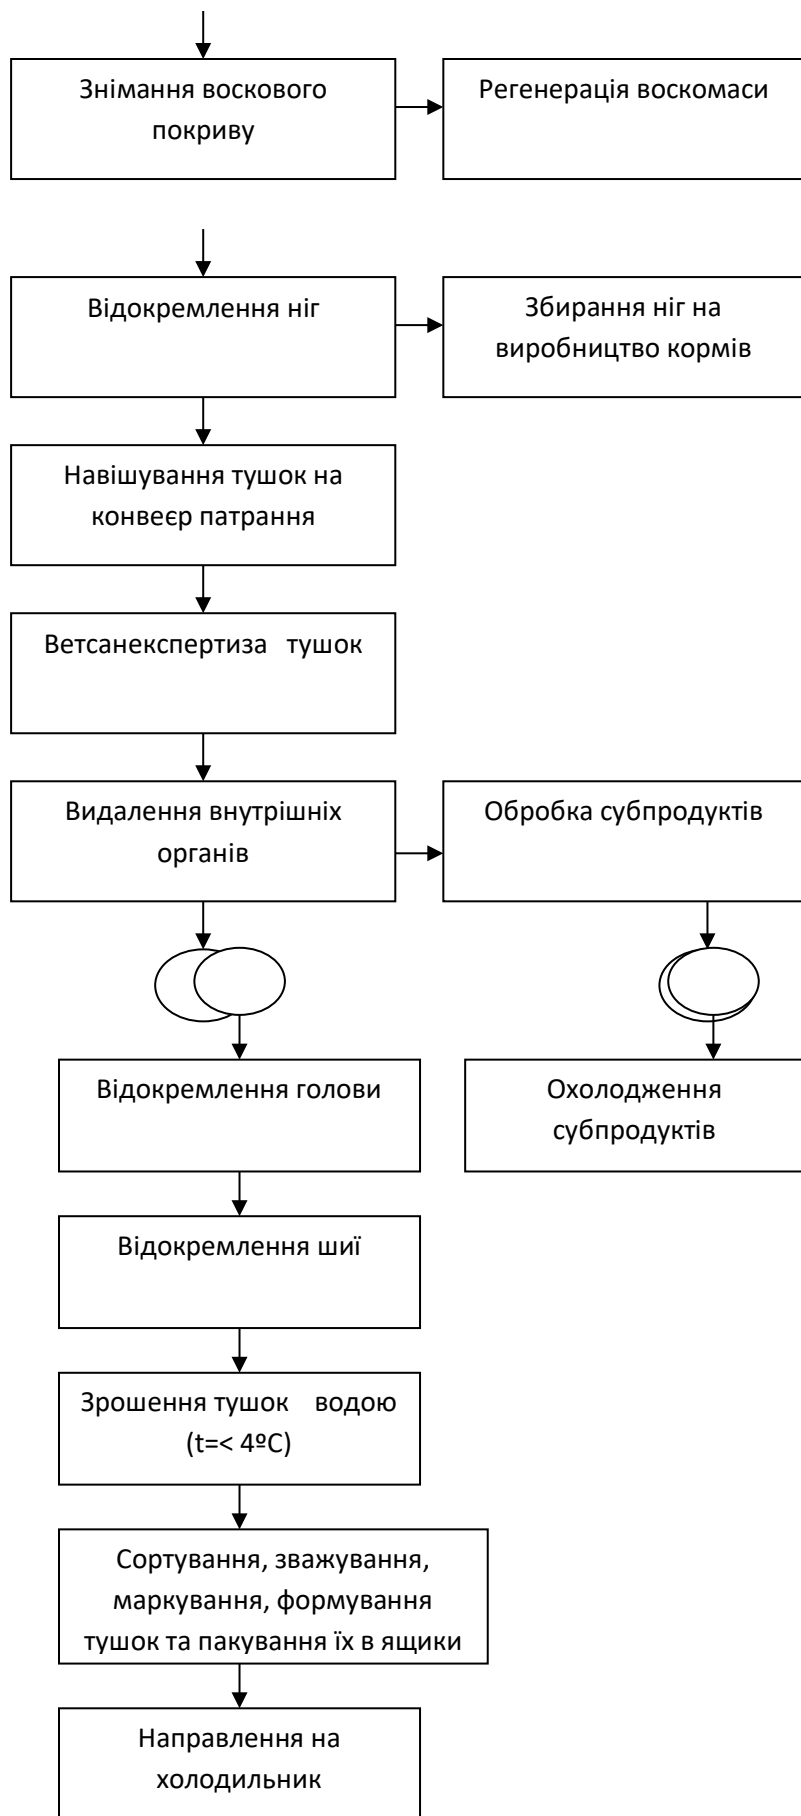 Знімання воскового
покриву
Регенерація воскомаси
Відокремлення ніг
Збирання ніг на
виробництво кормів
Навішування тушок на
конвеєр патрання
Ветсанекспертиза тушок
Видалення внутрішніх
органів
Обробка субпродуктів
Відокремлення голови
Охолодження
субпродуктів
Відокремлення шиї
Зрошення тушок водою
(t=< 4ºС)
Сортування, зважування,
маркування, формування
тушок та пакування їх в ящики
Направлення на
холодильник